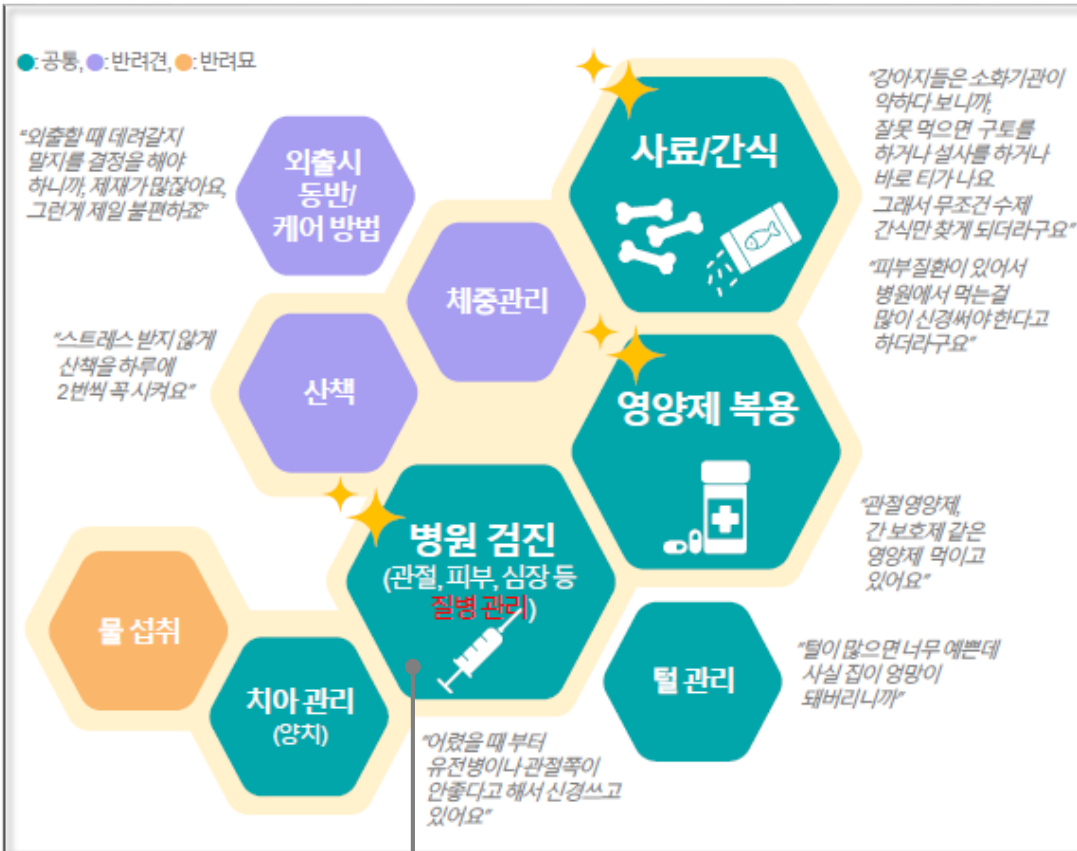 ●: 공통, ●: 반려견, ●: 반려묘
"외출할 때 데려갈지
말지를 결정을 해야
하니까, 제재가 많잖아요,
그런게 제일 불편하죠"
외출시
동반/
케어 방법
사료/간식
"강아지들은 소화기관이
약하다 보니까,
잘못 먹으면 구토를
하거나 설사를 하거나
바로 티가 나요.
그래서 무조건 수제
간식만 찾게 되더라구요"
"피부질환이 있어서
병원에서 먹는걸
많이 신경써야 한다고
하더라구요"
체중관리
"스트레스 받지 않게
산책을 하루에
2번씩 꼭 시켜요"
산책
영양제 복용
"관절영양제,
간 보호제 같은
영양제 먹이고
있어요"
병원 검진
(관절, 피부, 심장 등
질병 관리)
물 섭취
치아 관리
(양치)
털 관리
"털이 많으면 너무 예쁜데
사실 집이 엉망이
돼버리니까"
"어렸을 때 부터
유전병이나 관절쪽이
안좋다고 해서 신경쓰고
있어요"